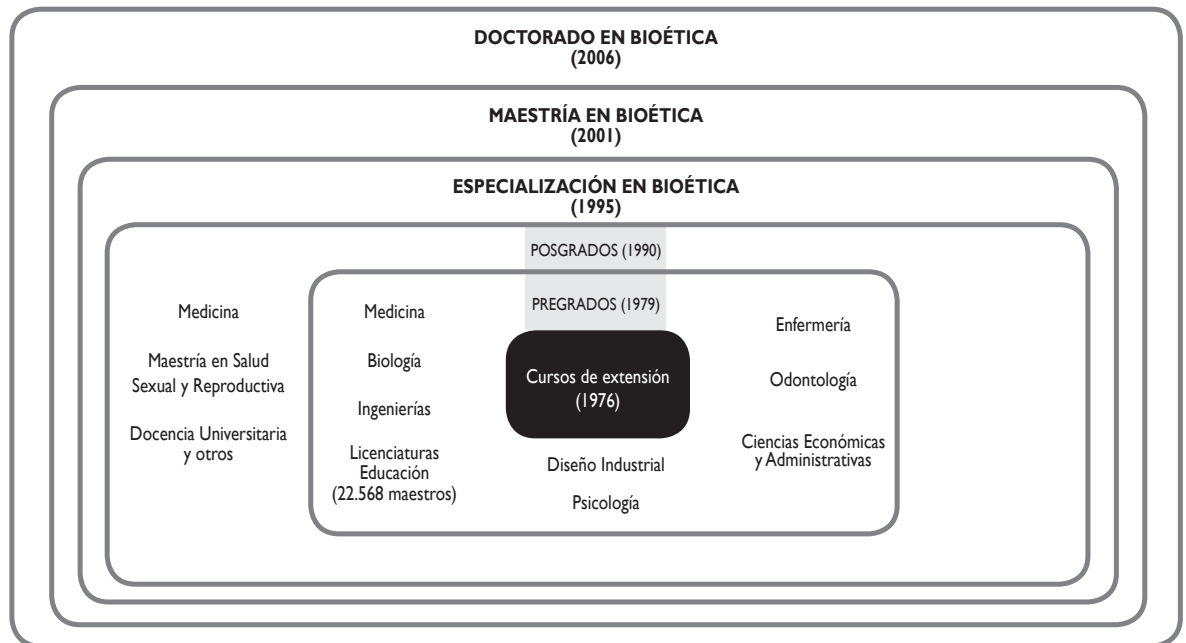 DOCTORADO EN BIOÉTICA
(2006)
MAESTRÍA EN BIOÉTICA
(2001)
ESPECIALIZACIÓN EN BIOÉTICA
(1995)
POSGRADOS (1990)
Medicina
Maestría en Salud
Sexual y Reproductiva
Docencia Universitaria
y otros
PREGRADOS (1979)
Medicina
Biología
Ingenierías
Licenciaturas
Educación
(22.568 maestros)
Cursos de extensión
(1976)
Diseño Industrial
Psicología
Enfermería
Odontología
Ciencias Económicas
y Administrativas